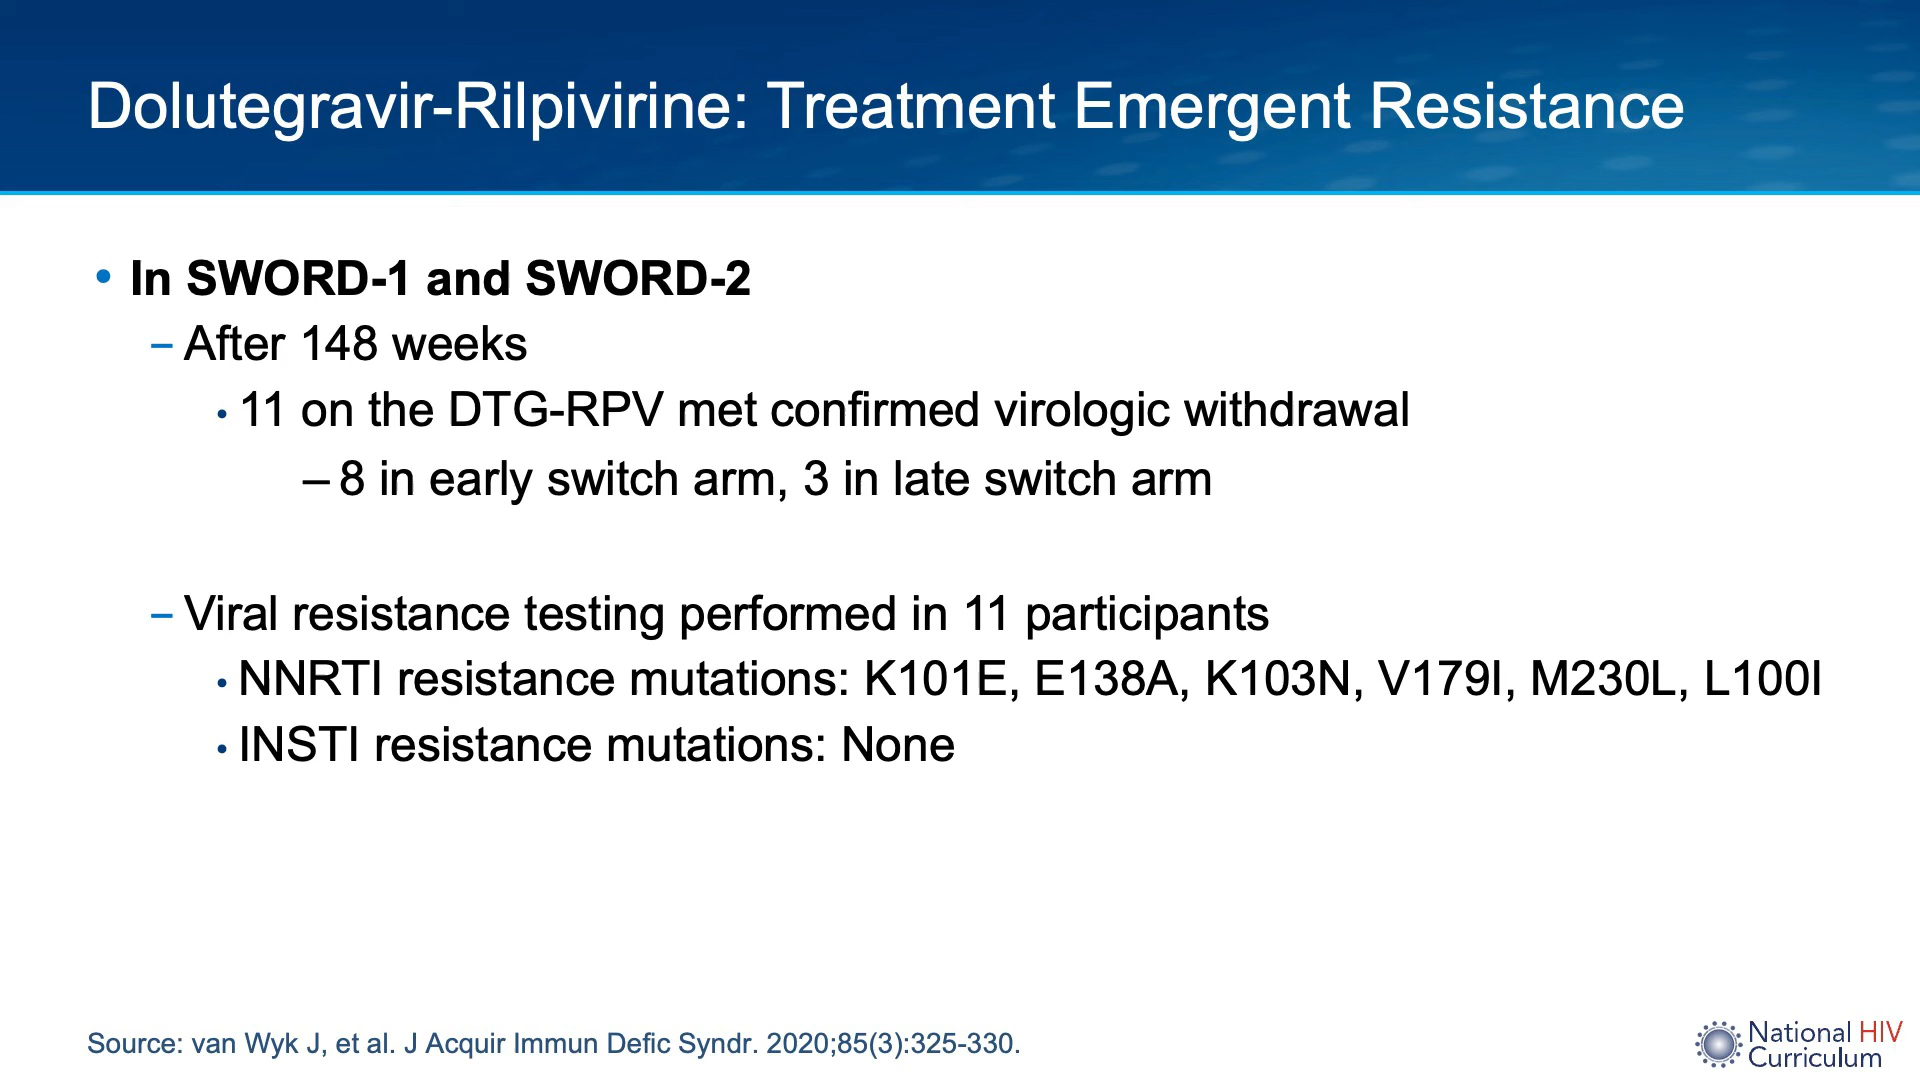 Dolutegravir-Rilpivirine: Treatment Emergent Resistance
• In SWORD-1 and SWORD-2
– After 148 weeks
• 11 on the DTG-RPV met confirmed virologic withdrawal
– 8 in early switch arm, 3 in late switch arm
– Viral resistance testing performed in 11 participants
• NNRTI resistance mutations: K101E, E138A, K103N, V179I, M230L, L100I
• INSTI resistance mutations: None
Source: van Wyk J, et al. J Acquir Immun Defic Syndr. 2020;85(3):325-330.
National HIV
Curriculum